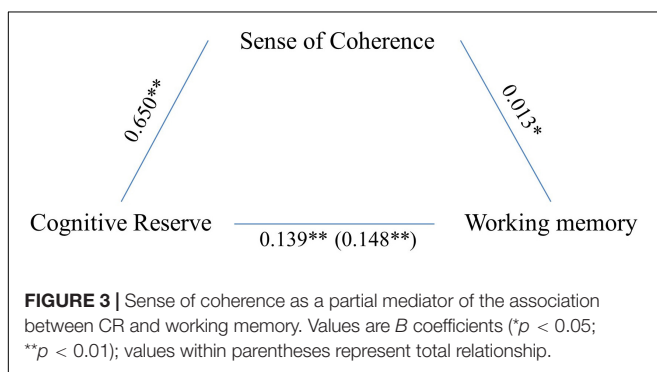 Sense of Coherence
0.650**
0.013*
Cognitive Reserve
Working memory
0.139** (0.148**)
FIGURE 3 | Sense of coherence as a partial mediator of the association
between CR and working memory. Values are B coefficients (*p < 0.05;
**p < 0.01); values within parentheses represent total relationship.